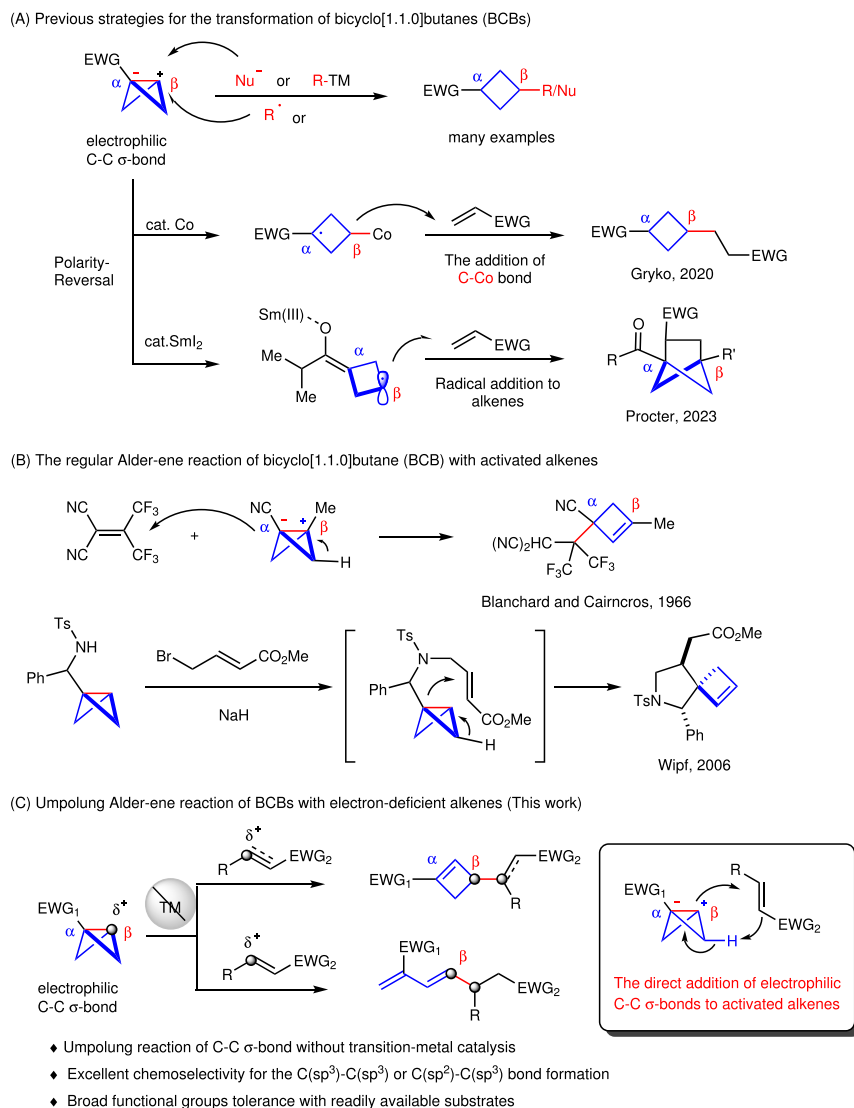 (A) Previous strategies for the transformation of bicyclo[1.1.0]butanes (BCBs)
EWG
- +
α β
electrophilic
C-C σ-bond
Nu⁻ or R-TM
R· or
α β
EWG R/Nu
many examples
Polarity-
Reversal
cat. Co
EWG · Co
α β
EWG
The addition of
C-Co bond
α β
EWG EWG
Gryko, 2020
cat.SmI₂
Sm(III)
O
α
Me
Me
β
EWG
Radical addition to
alkenes
EWG
O
R R'
α β
Procter, 2023
(B) The regular Alder-ene reaction of bicyclo[1.1.0]butane (BCB) with activated alkenes
NC CF₃
NC CF₃
+
NC Me
- +
α β
H
NC α β
Me
(NC)₂HC
F₃C CF₃
Blanchard and Cairncros, 1966
Ts
NH
Ph
Br CO₂Me
NaH
Ts
N
Ph
CO₂Me
H
CO₂Me
TsN
Ph
Wipf, 2006
(C) Umpolung Alder-ene reaction of BCBs with electron-deficient alkenes (This work)
EWG₁ δ⁺
α β
electrophilic
C-C σ-bond
TM
δ⁺
R EWG₂
α β
EWG₁ EWG₂
R
δ⁺
R EWG₂
EWG₁
β
EWG₂
R
EWG₁
- +
α β
H
R
EWG₂
The direct addition of electrophilic
C-C σ-bonds to activated alkenes
♦ Umpolung reaction of C-C σ-bond without transition-metal catalysis
♦ Excellent chemoselectivity for the C(sp³)-C(sp³) or C(sp²)-C(sp³) bond formation
♦ Broad functional groups tolerance with readily available substrates